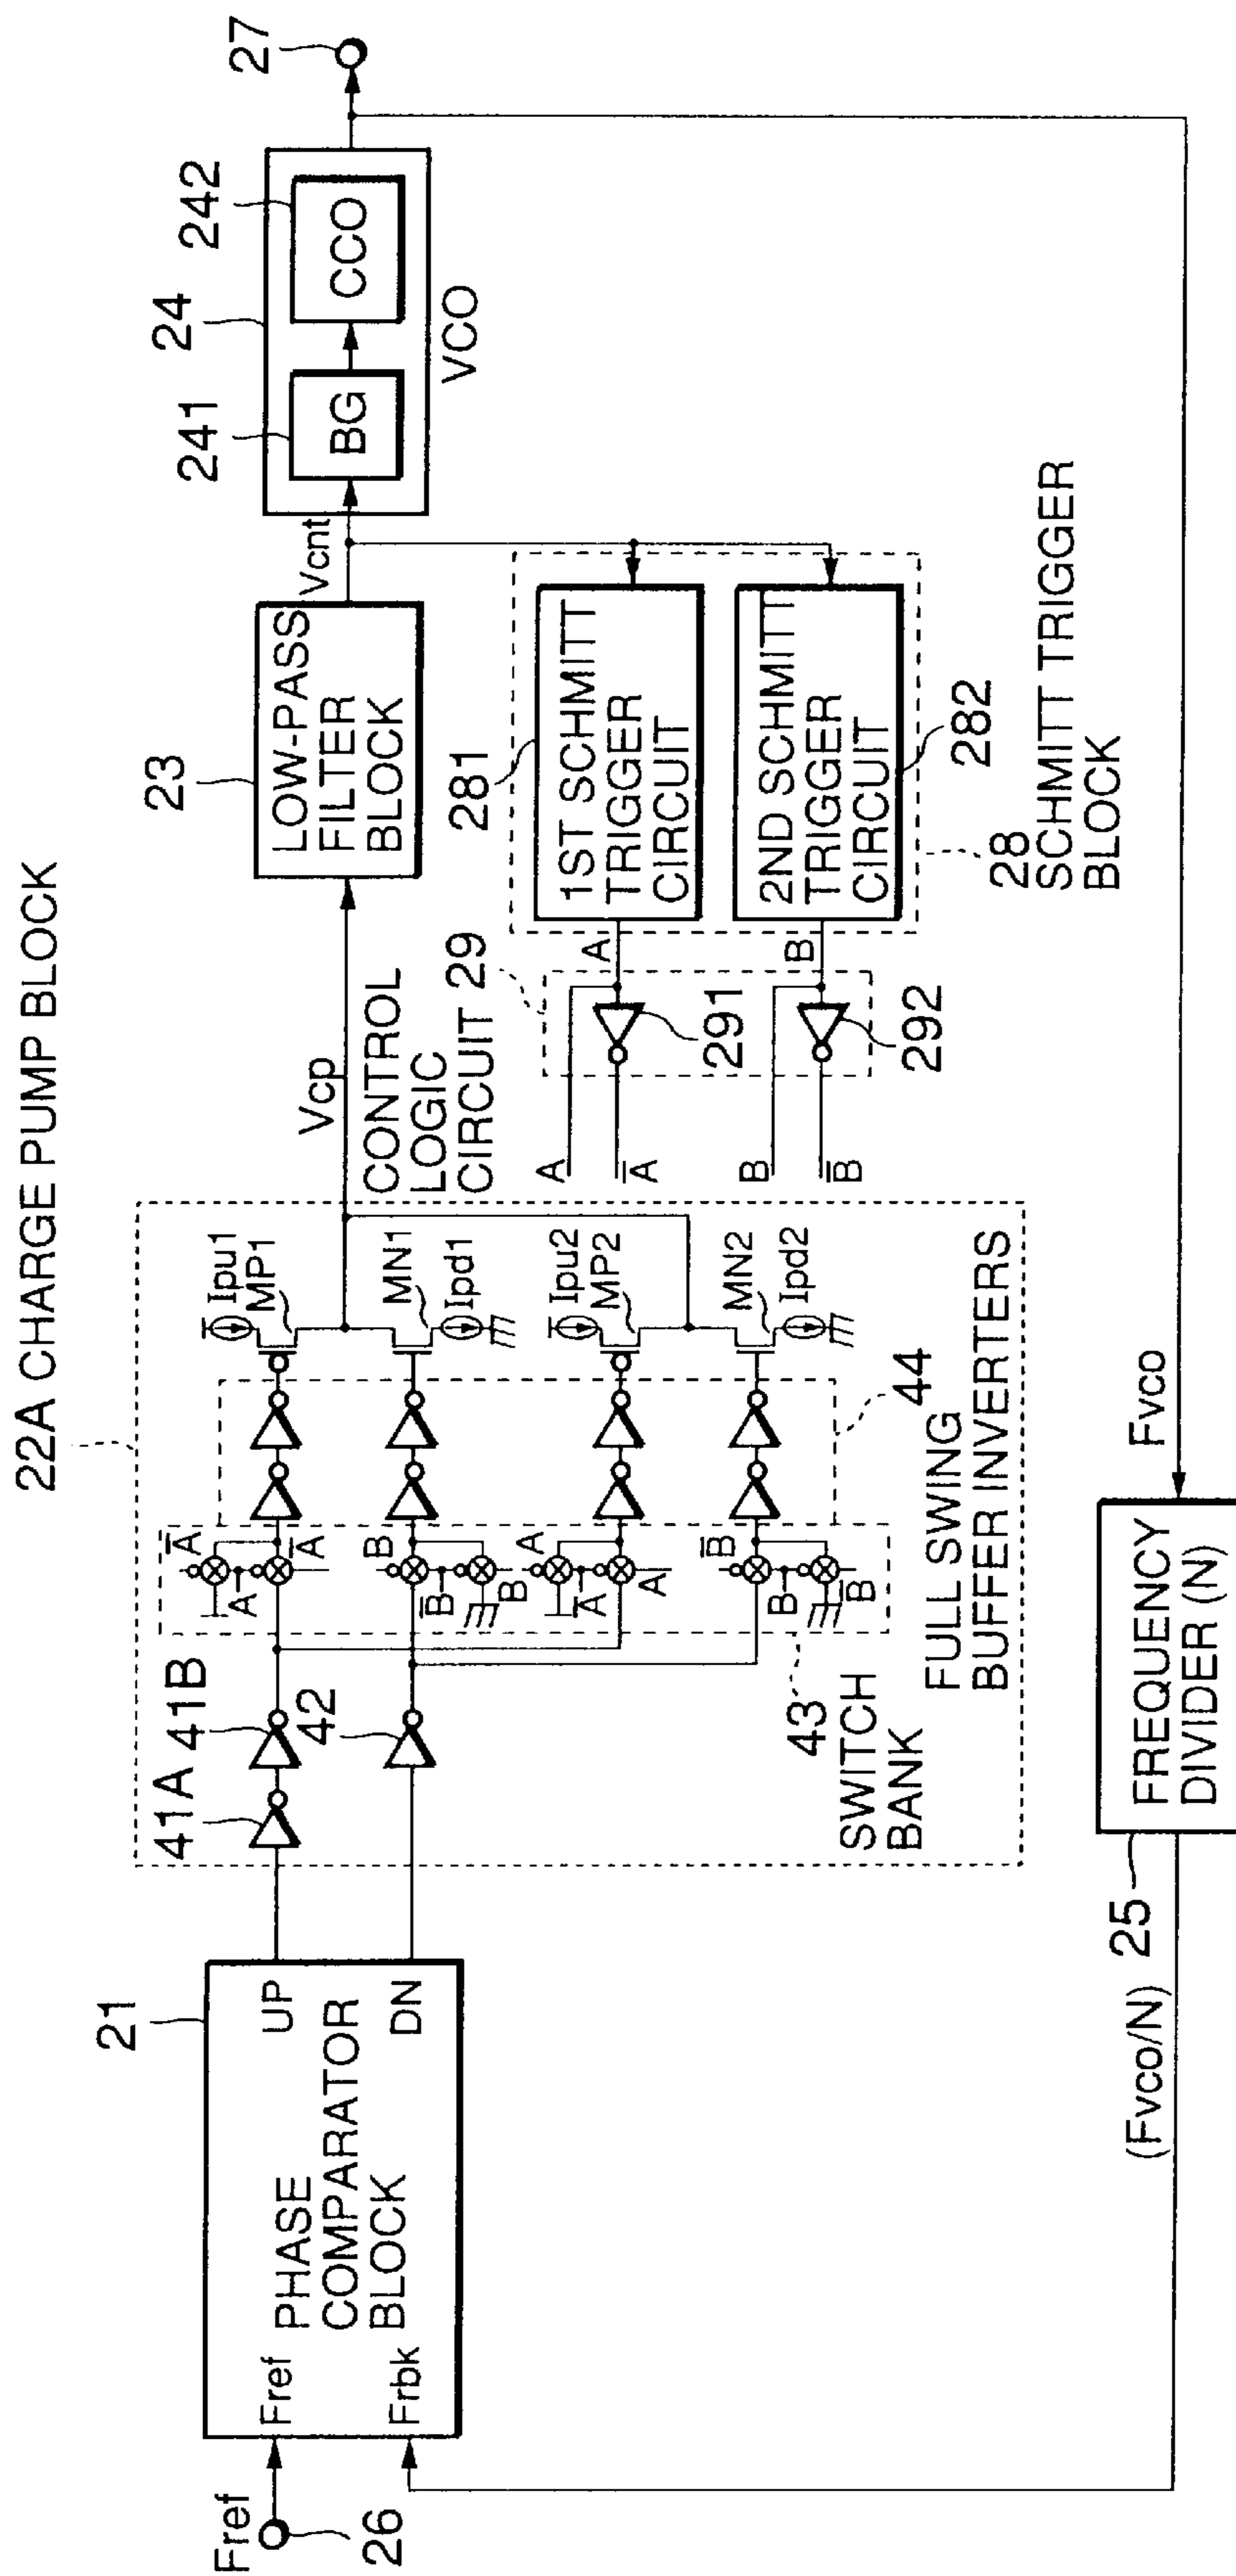 22A CHARGE PUMP BLOCK
Fref
26
21
Fref
Frbk
PHASE
COMPARATOR
BLOCK
UP
DN
41A
41B
42
A̅
A
A̅
B
B̅
B
A
A̅
A
B̅
B
B̅
43
SWITCH
BANK
44
FULL SWING
BUFFER INVERTERS
Ipu1
MP1
MN1
Ipd1
Ipu2
MP2
MN2
Ipd2
Vcp
CONTROL
LOGIC
CIRCUIT 29
A
A̅
B
B̅
291
292
A
B
23
LOW-PASS
FILTER
BLOCK
Vcnt
281
1ST SCHMITT
TRIGGER
CIRCUIT
2ND SCHMITT
TRIGGER
CIRCUIT
282
28
SCHMITT TRIGGER
BLOCK
24
241
BG
242
CCO
VCO
27
Fvco
FREQUENCY
DIVIDER (N)
25
(Fvco/N)